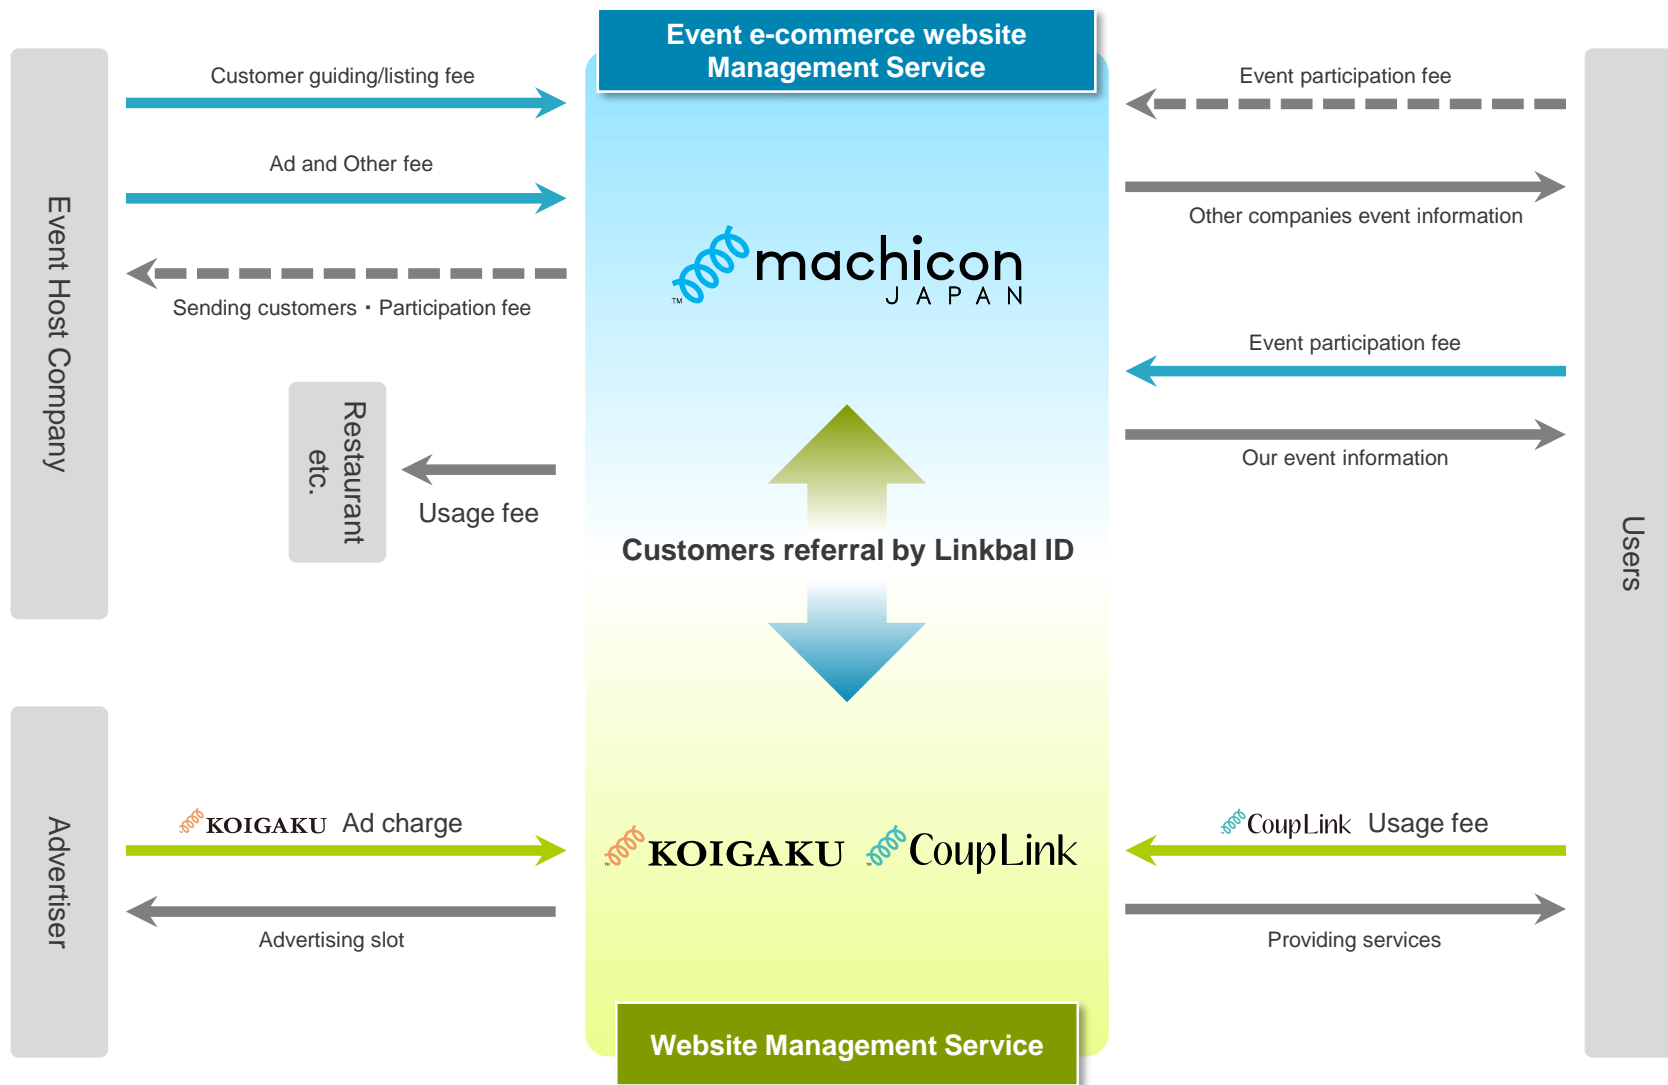 Event e-commerce website
Management Service
Event Host Company
Customer guiding/listing fee
Ad and Other fee
Sending customers・Participation fee
Restaurant
etc.
Usage fee
™
machicon
JAPAN
Event participation fee
Other companies event information
Event participation fee
Our event information
Users
Customers referral by Linkbal ID
Advertiser
KOIGAKU Ad charge
Advertising slot
™ KOIGAKU ™ CoupLink
CoupLink Usage fee
Providing services
Website Management Service